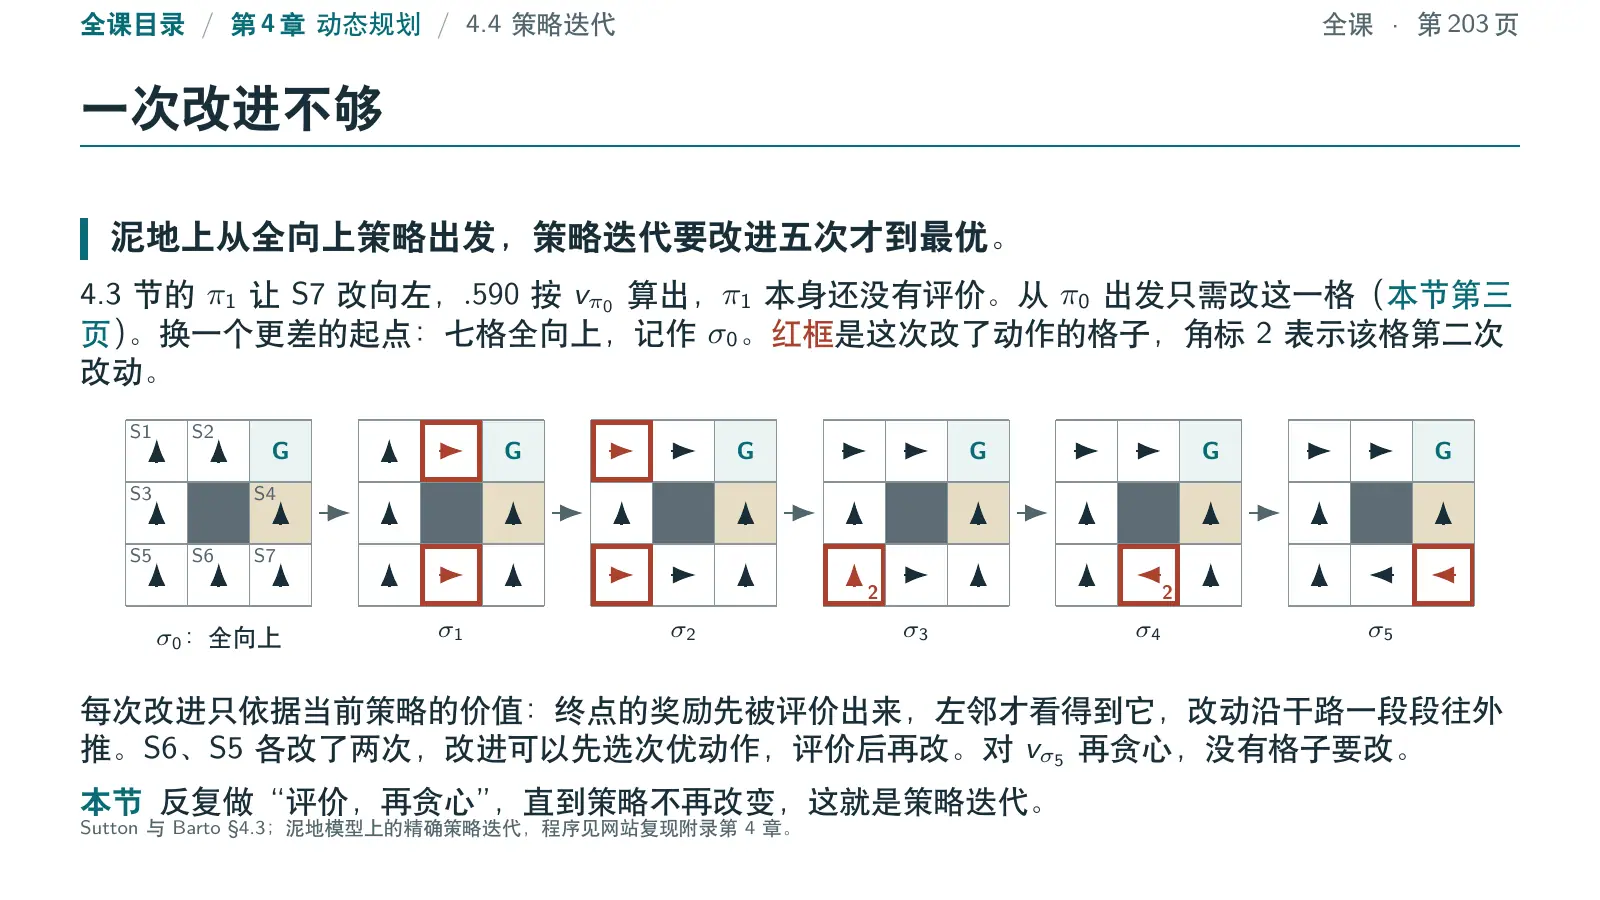 全课目录 / 第 4 章 动态规划 / 4.4 策略迭代
全课 · 第 203 页
一次改进不够
泥地上从全向上策略出发，策略迭代要改进五次才到最优。
4.3 节的 π₁ 让 S7 改向左，.590 按 v_π₀ 算出，π₁ 本身还没有评价。从 π₀ 出发只需改这一格（本节第三
页）。换一个更差的起点：七格全向上，记作 σ₀。红框是这次改了动作的格子，角标 2 表示该格第二次
改动。
S1 S2 G
S3 S4
S5 S6 S7
σ₀：全向上
G
σ₁
G
σ₂
G
2
σ₃
G
2
σ₄
G
σ₅
每次改进只依据当前策略的价值：终点的奖励先被评价出来，左邻才看得到它，改动沿干路一段段往外
推。S6、S5 各改了两次，改进可以先选次优动作，评价后再改。对 v_σ₅ 再贪心，没有格子要改。
本节 反复做 “评价，再贪心”，直到策略不再改变，这就是策略迭代。
Sutton 与 Barto §4.3；泥地模型上的精确策略迭代，程序见网站复现附录第 4 章。